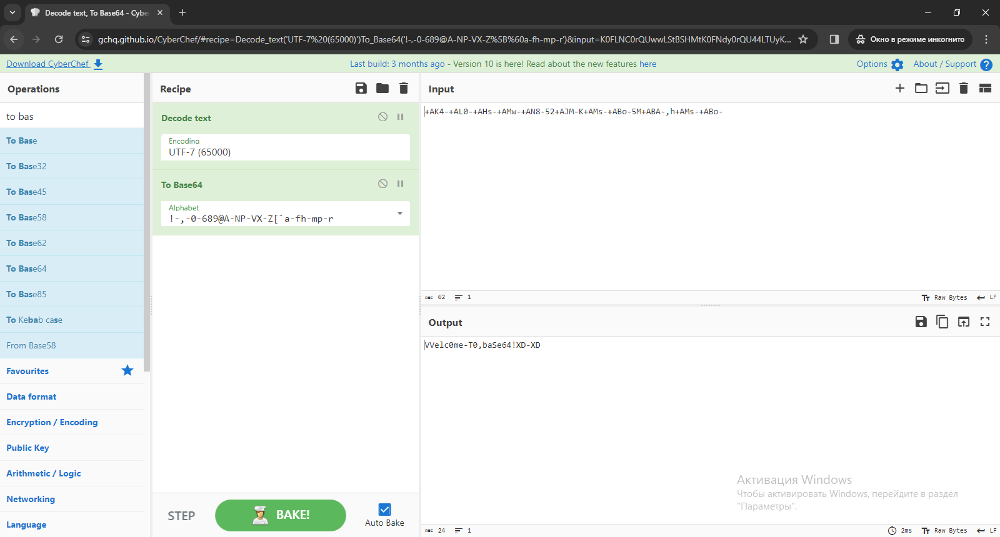 Decode text, To Base64 - Cybe
gchq.github.io/CyberChef/#recipe=Decode_text('UTF-7%20(65000)')To_Base64('!-,-0-689@A-NP-VX-Z%5B%60a-fh-mp-r')&input=K0FLNC0rQUwwLStBSHMtK0FNdy0rQU44LTUyK...
Окно в режиме инкогнито
Download CyberChef
Last build: 3 months ago - Version 10 is here! Read about the new features here
Options
About / Support
Operations
to bas
To Base
To Base32
To Base45
To Base58
To Base62
To Base64
To Base85
To Kebab case
From Base58
Favourites
Data format
Encryption / Encoding
Public Key
Arithmetic / Logic
Networking
Language
Recipe
Decode text
Encoding
UTF-7 (65000)
To Base64
Alphabet
!-,-0-689@A-NP-VX-Z[`a-fh-mp-r
STEP
BAKE!
Auto Bake
Input
+AK4-+AL0-+AHs-+AMw-+AN8-52+AJM-K+AMs-+ABo-5M+ABA-,h+AMs-+ABo-
ABC 62
1
Raw Bytes
LF
Output
VVelc0me-T0,baSe64!XD-XD
Активация Windows
Чтобы активировать Windows, перейдите в раздел
"Параметры".
ABC 24
1
2ms
Raw Bytes
LF